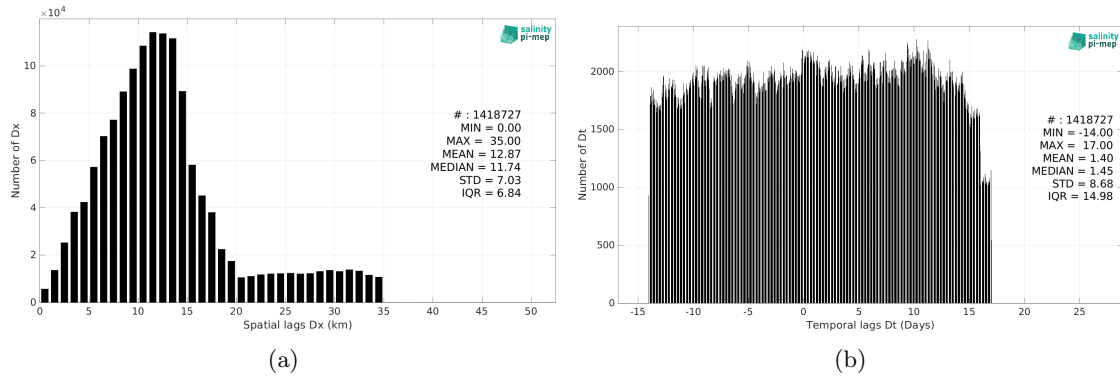 ×10⁴
salinity
pi-mep
10
8
6
4
2
0
Number of Dx
# : 1418727
MIN = 0.00
MAX = 35.00
MEAN = 12.87
MEDIAN = 11.74
STD = 7.03
IQR = 6.84
0 5 10 15 20 25 30 35 40 45 50
Spatial lags Dx (km)
(a)
salinity
pi-mep
2000
1500
1000
500
0
Number of Dt
# : 1418727
MIN = -14.00
MAX = 17.00
MEAN = 1.40
MEDIAN = 1.45
STD = 8.68
IQR = 14.98
-15 -10 -5 0 5 10 15 20 25
Temporal lags Dt (Days)
(b)